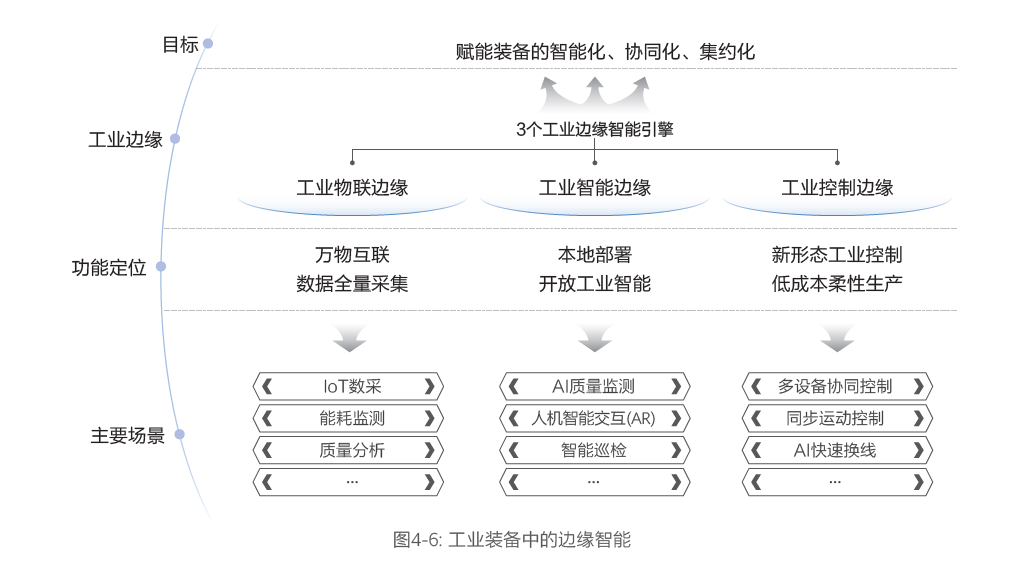 目标
赋能装备的智能化、协同化、集约化
3个工业边缘智能引擎
工业边缘
工业物联边缘
工业智能边缘
工业控制边缘
功能定位
万物互联
数据全量采集
本地部署
开放工业智能
新形态工业控制
低成本柔性生产
主要场景
IoT数采
能耗监测
质量分析
...
AI质量监测
人机智能交互(AR)
智能巡检
...
多设备协同控制
同步运动控制
AI快速换线
...
图4-6: 工业装备中的边缘智能